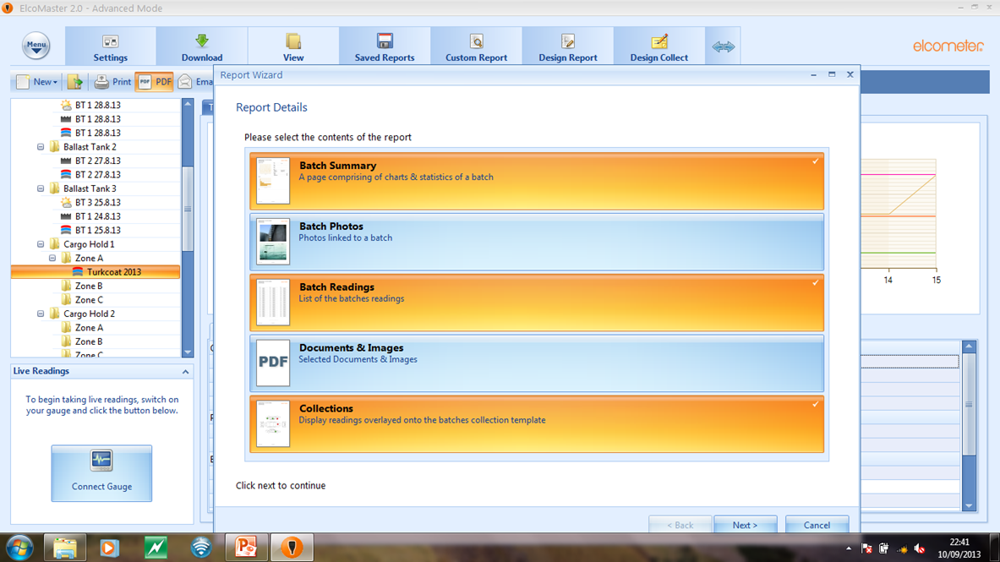 ElcoMaster 2.0 - Advanced Mode
Menu
Settings
Download
View
Saved Reports
Custom Report
Design Report
Design Collect
elcometer
New
Print
PDF
PDF
Ema
BT 1 28.8.13
BT 1 28.8.13
BT 1 28.8.13
Ballast Tank 2
BT 2 27.8.13
BT 2 27.8.13
Ballast Tank 3
BT 3 25.8.13
BT 1 24.8.13
BT 1 25.8.13
Cargo Hold 1
Zone A
Turkcoat 2013
Zone B
Zone C
Cargo Hold 2
Zone A
Zone B
Zone C
Live Readings
To begin taking live readings, switch on
your gauge and click the button below.
Connect Gauge
Report Wizard
Report Details
Please select the contents of the report
Batch Summary
A page comprising of charts & statistics of a batch
Batch Photos
Photos linked to a batch
Batch Readings
List of the batches readings
PDF
Documents & Images
Selected Documents & Images
Collections
Display readings overlayed onto the batches collection template
Click next to continue
< Back
Next >
Cancel
14
15
22:41
10/09/2013